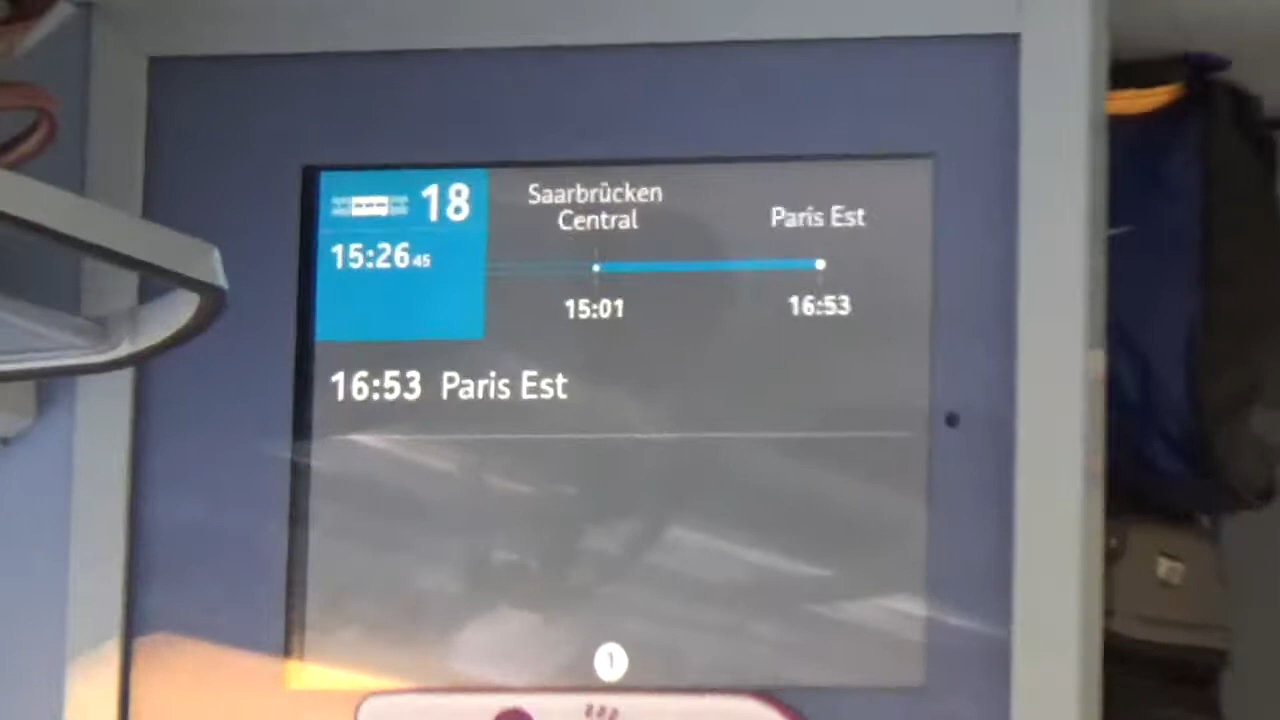 18
15:26 45
Saarbrücken
Central
Paris Est
15:01
16:53
16:53 Paris Est
1